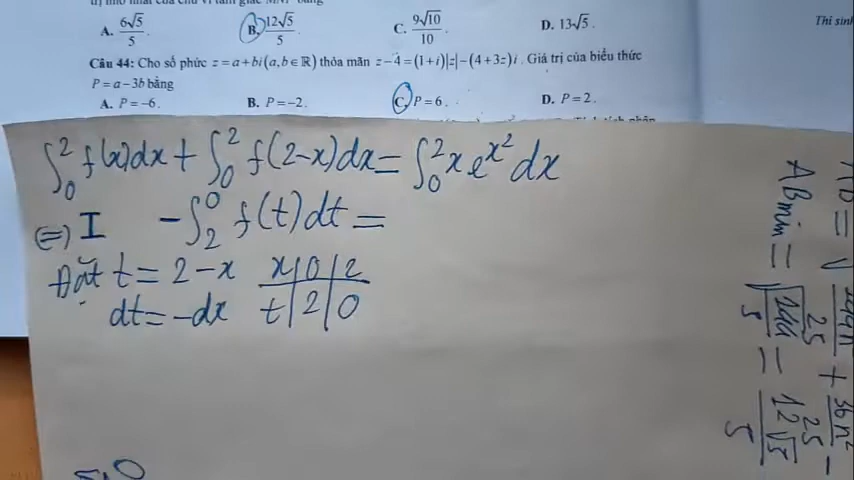 A. 6√5/5. B. 12√5/5 C. 9√10/10 D. 13√5.
Thí sinh
Câu 44: Cho số phức z = a + bi (a, b ∈ ℝ) thỏa mãn z − 4 = (1 + i)|z| − (4 + 3z)i. Giá trị của biểu thức
P = a − 3b bằng
A. P = −6. B. P = −2. C. P = 6. D. P = 2.
∫₀² f(x)dx + ∫₀² f(2−x)dx = ∫₀² x e^{x²} dx
⇔ I − ∫₂⁰ f(t)dt =
Đặt t = 2 − x x | 0 | 2
dt = −dx t | 2 | 0
AB min = = 12√5/5